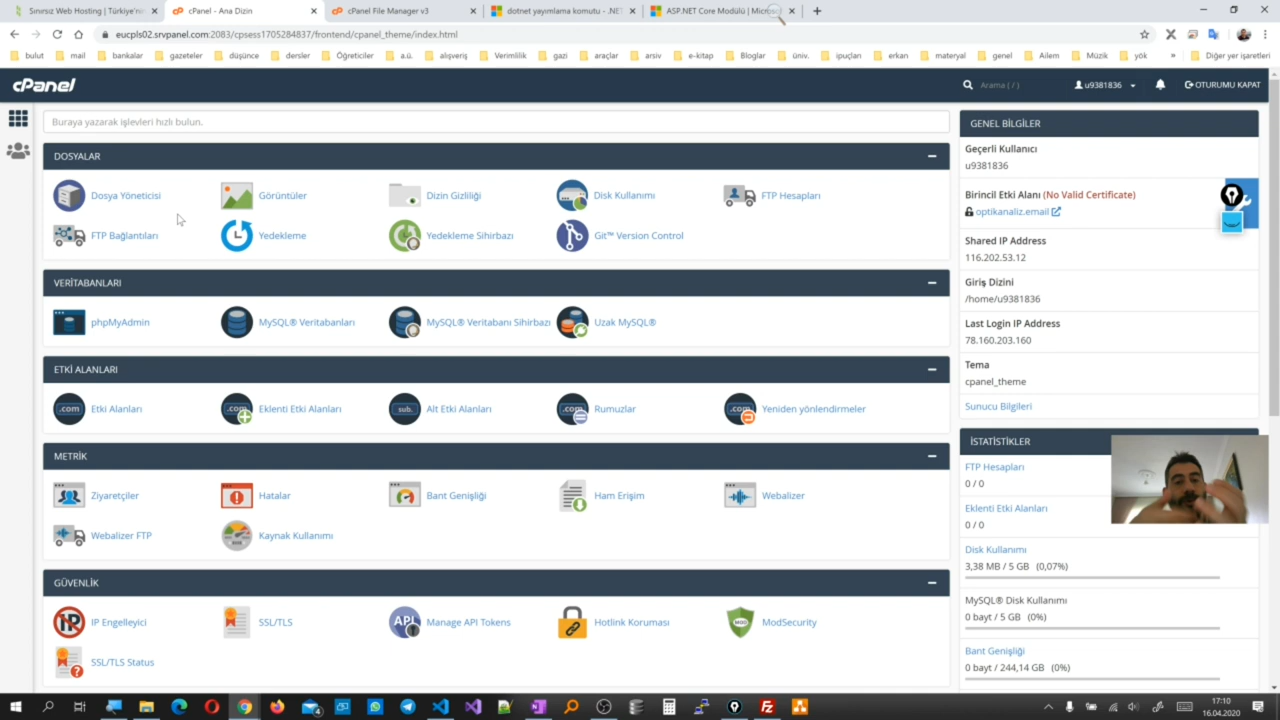 Sınırsız Web Hosting | Türkiye'nin
cPanel - Ana Dizin
cPanel File Manager v3
dotnet yayımlama komutu - .NET
ASP.NET Core Modülü | Micros
eucpls02.srvpanel.com:2083/cpsess1705284837/frontend/cpanel_theme/index.html
bulut
mail
bankalar
gazeteler
düşünce
dersler
Öğreticiler
a.ü.
alışveriş
Verimlilik
gazi
araçlar
arsiv
e-kitap
Bloglar
üniv.
ipuçları
erkan
materyal
genel
Ailem
Müzik
yök
»
Diğer yer işaretleri
cPanel
Arama ( / )
u9381836
OTURUMU KAPAT
Buraya yazarak işlevleri hızlı bulun.
DOSYALAR
Dosya Yöneticisi
Görüntüler
Dizin Gizliliği
Disk Kullanımı
FTP Hesapları
FTP Bağlantıları
Yedekleme
Yedekleme Sihirbazı
Git™ Version Control
VERİTABANLARI
phpMyAdmin
MySQL® Veritabanları
MySQL® Veritabanı Sihirbazı
Uzak MySQL®
ETKİ ALANLARI
.com
Etki Alanları
.com
Eklenti Etki Alanları
sub.
Alt Etki Alanları
.com
Rumuzlar
.com
Yeniden yönlendirmeler
METRİK
Ziyaretçiler
Hatalar
Bant Genişliği
Ham Erişim
Webalizer
Webalizer FTP
Kaynak Kullanımı
GÜVENLİK
IP
IP Engelleyici
SSL/TLS
API
Manage API Tokens
Hotlink Koruması
MOD
ModSecurity
SSL/TLS Status
GENEL BİLGİLER
Geçerli Kullanıcı
u9381836
Birincil Etki Alanı (No Valid Certificate)
optikanaliz.email
Shared IP Address
116.202.53.12
Giriş Dizini
/home/u9381836
Last Login IP Address
78.160.203.160
Tema
cpanel_theme
Sunucu Bilgileri
İSTATİSTİKLER
FTP Hesapları
0 / 0
Eklenti Etki Alanları
0 / 0
Disk Kullanımı
3,38 MB / 5 GB (0,07%)
MySQL® Disk Kullanımı
0 bayt / 5 GB (0%)
Bant Genişliği
0 bayt / 244,14 GB (0%)
17:10
16.04.2020